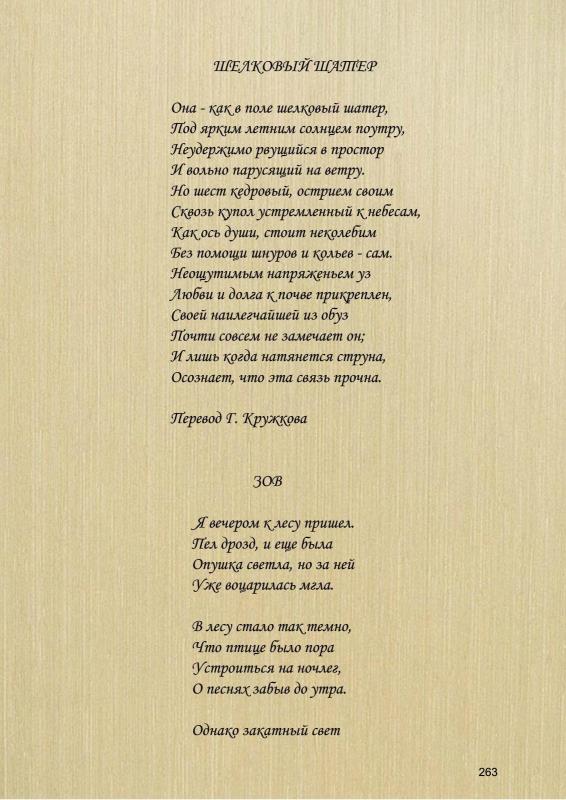 ШЕЛКОВЫЙ ШАТЕР
Она - как в поле шелковый шатер,
Под ярким летним солнцем поутру,
Неудержимо рвущийся в простор
И вольно парусящий на ветру.
Но шест кедровый, острием своим
Сквозь купол устремленный к небесам,
Как ось души, стоит неколебим
Без помощи шнуров и кольев - сам.
Неощутимым напряженьем уз
Любви и долга к почве прикреплен,
Своей наилегчайшей из обуз
Почти совсем не замечает он;
И лишь когда натянется струна,
Осознает, что эта связь прочна.
Перевод Г. Кружкова
ЗОВ
Я вечером к лесу пришел.
Пел дрозд, и еще была
Опушка светла, но за ней
Уже воцарилась мгла.
В лесу стало так темно,
Что птице было пора
Устроиться на ночлег,
О песнях забыв до утра.
Однако закатный свет
263